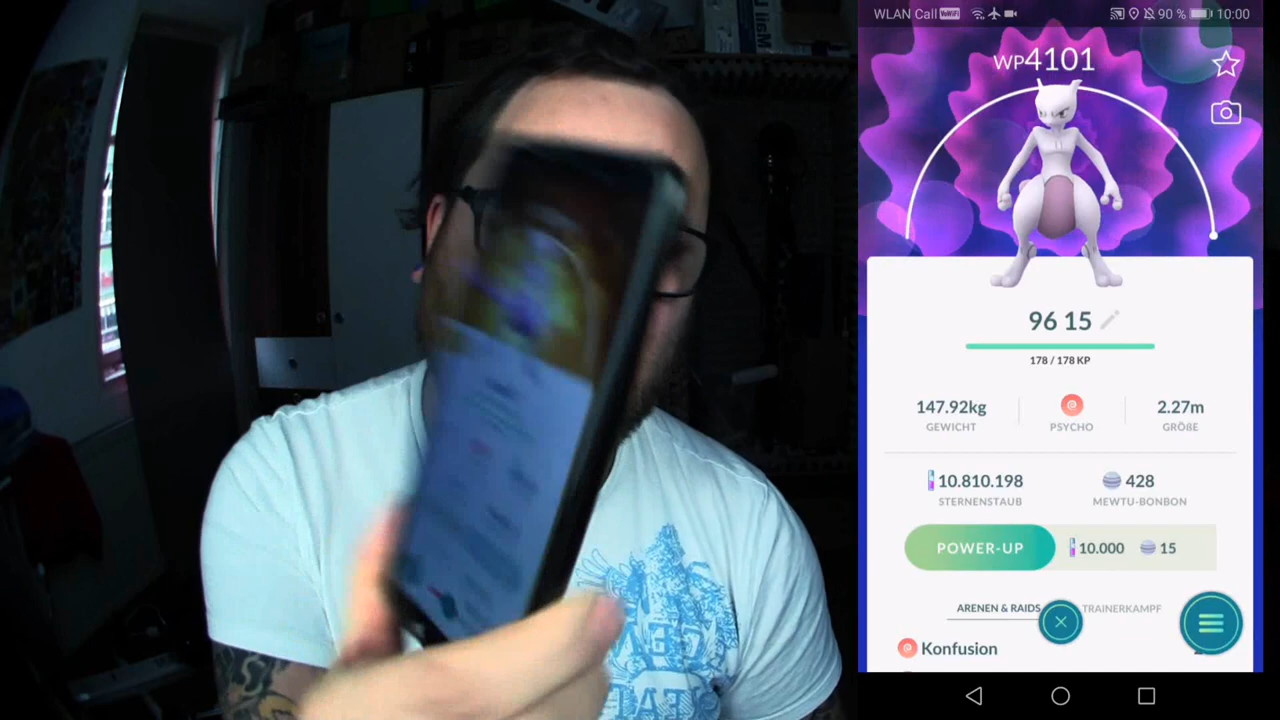 WLAN Call VoWiFi 90 % 10:00
WP4101
96 15
178 / 178 KP
147.92kg
GEWICHT
PSYCHO
2.27m
GRÖßE
10.810.198
STERNENSTAUB
428
MEWTU-BONBON
POWER-UP 10.000 15
ARENEN & RAIDS TRAINERKAMPF
Konfusion